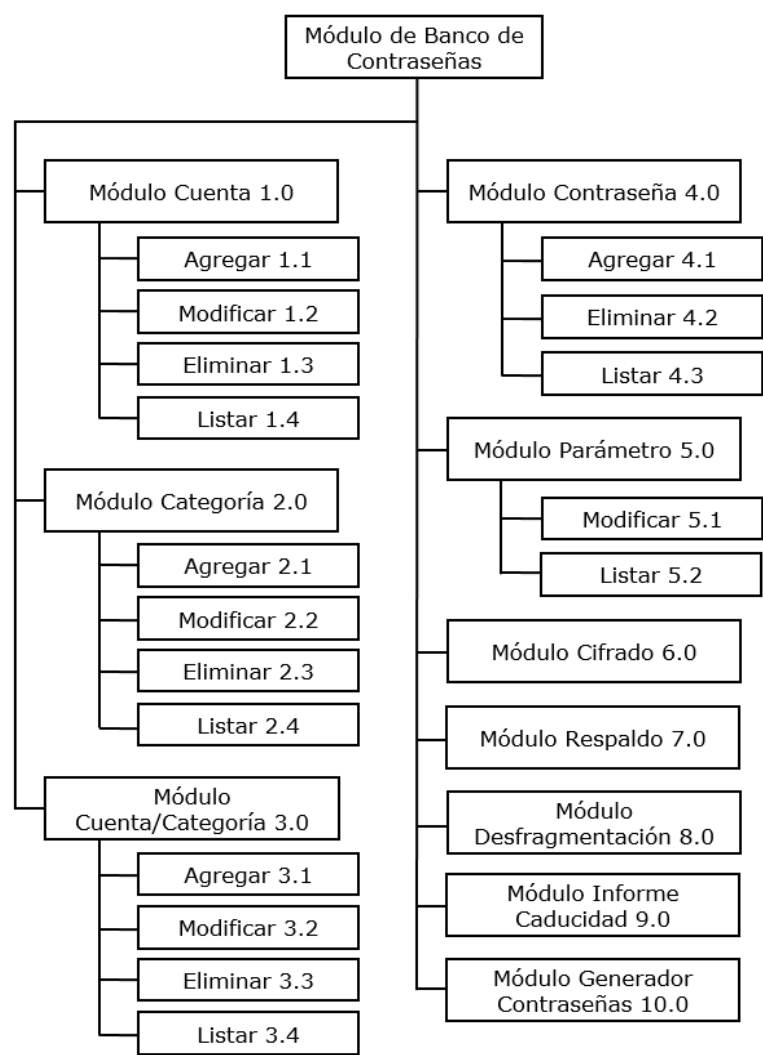 Módulo de Banco de
Contraseñas
Módulo Cuenta 1.0
Agregar 1.1
Modificar 1.2
Eliminar 1.3
Listar 1.4
Módulo Categoría 2.0
Agregar 2.1
Modificar 2.2
Eliminar 2.3
Listar 2.4
Módulo
Cuenta/Categoría 3.0
Agregar 3.1
Modificar 3.2
Eliminar 3.3
Listar 3.4
Módulo Contraseña 4.0
Agregar 4.1
Eliminar 4.2
Listar 4.3
Módulo Parámetro 5.0
Modificar 5.1
Listar 5.2
Módulo Cifrado 6.0
Módulo Respaldo 7.0
Módulo
Desfragmentación 8.0
Módulo Informe
Caducidad 9.0
Módulo Generador
Contraseñas 10.0